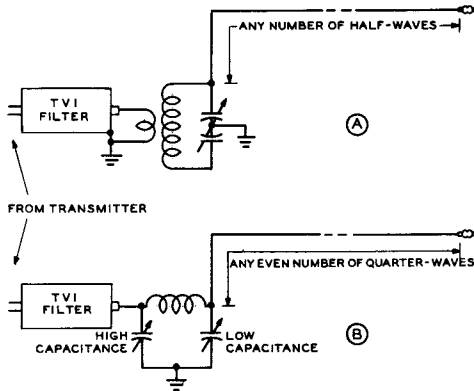 ANY NUMBER OF HALF-WAVES
TVI
FILTER
A
FROM TRANSMITTER
ANY EVEN NUMBER OF QUARTER-WAVES
TVI
FILTER
HIGH
CAPACITANCE
LOW
CAPACITANCE
B